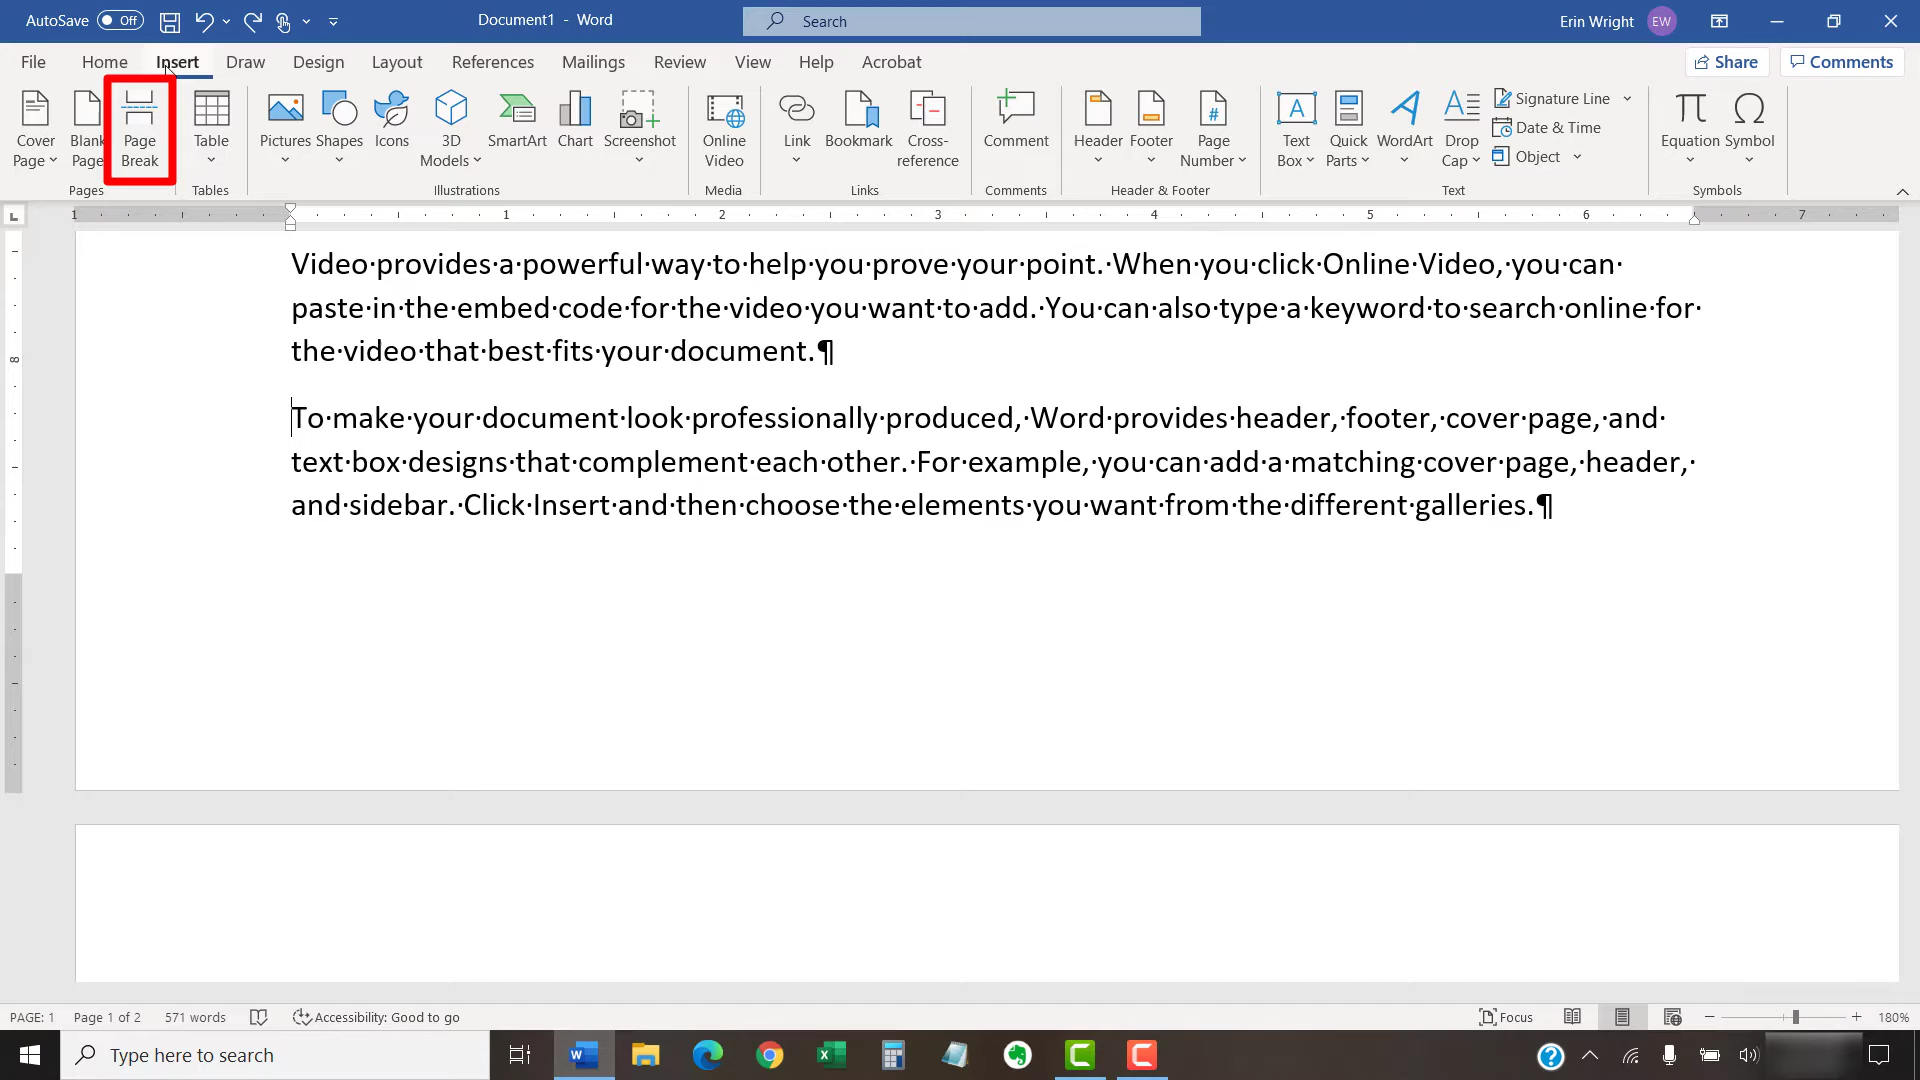 AutoSave Off
Document1 - Word
Search
Erin Wright EW
File Home Insert Draw Design Layout References Mailings Review View Help Acrobat
Share Comments
Cover Page
Blank Page
Page Break
Pages
Table
Tables
Pictures
Shapes
Icons
3D Models
SmartArt
Chart
Screenshot
Illustrations
Online Video
Media
Link
Bookmark
Cross-reference
Links
Comment
Comments
Header
Footer
Page Number
Header & Footer
Text Box
Quick Parts
WordArt
Drop Cap
Signature Line
Date & Time
Object
Text
Equation
Symbol
Symbols
1 1 2 3 4 5 6 7
8
Video·provides·a·powerful·way·to·help·you·prove·your·point.·When·you·click·Online·Video,·you·can·
paste·in·the·embed·code·for·the·video·you·want·to·add.·You·can·also·type·a·keyword·to·search·online·for·
the·video·that·best·fits·your·document.¶
To·make·your·document·look·professionally·produced,·Word·provides·header,·footer,·cover·page,·and·
text·box·designs·that·complement·each·other.·For·example,·you·can·add·a·matching·cover·page,·header,·
and·sidebar.·Click·Insert·and·then·choose·the·elements·you·want·from·the·different·galleries.¶
PAGE: 1 Page 1 of 2 571 words Accessibility: Good to go
Focus 180%
Type here to search